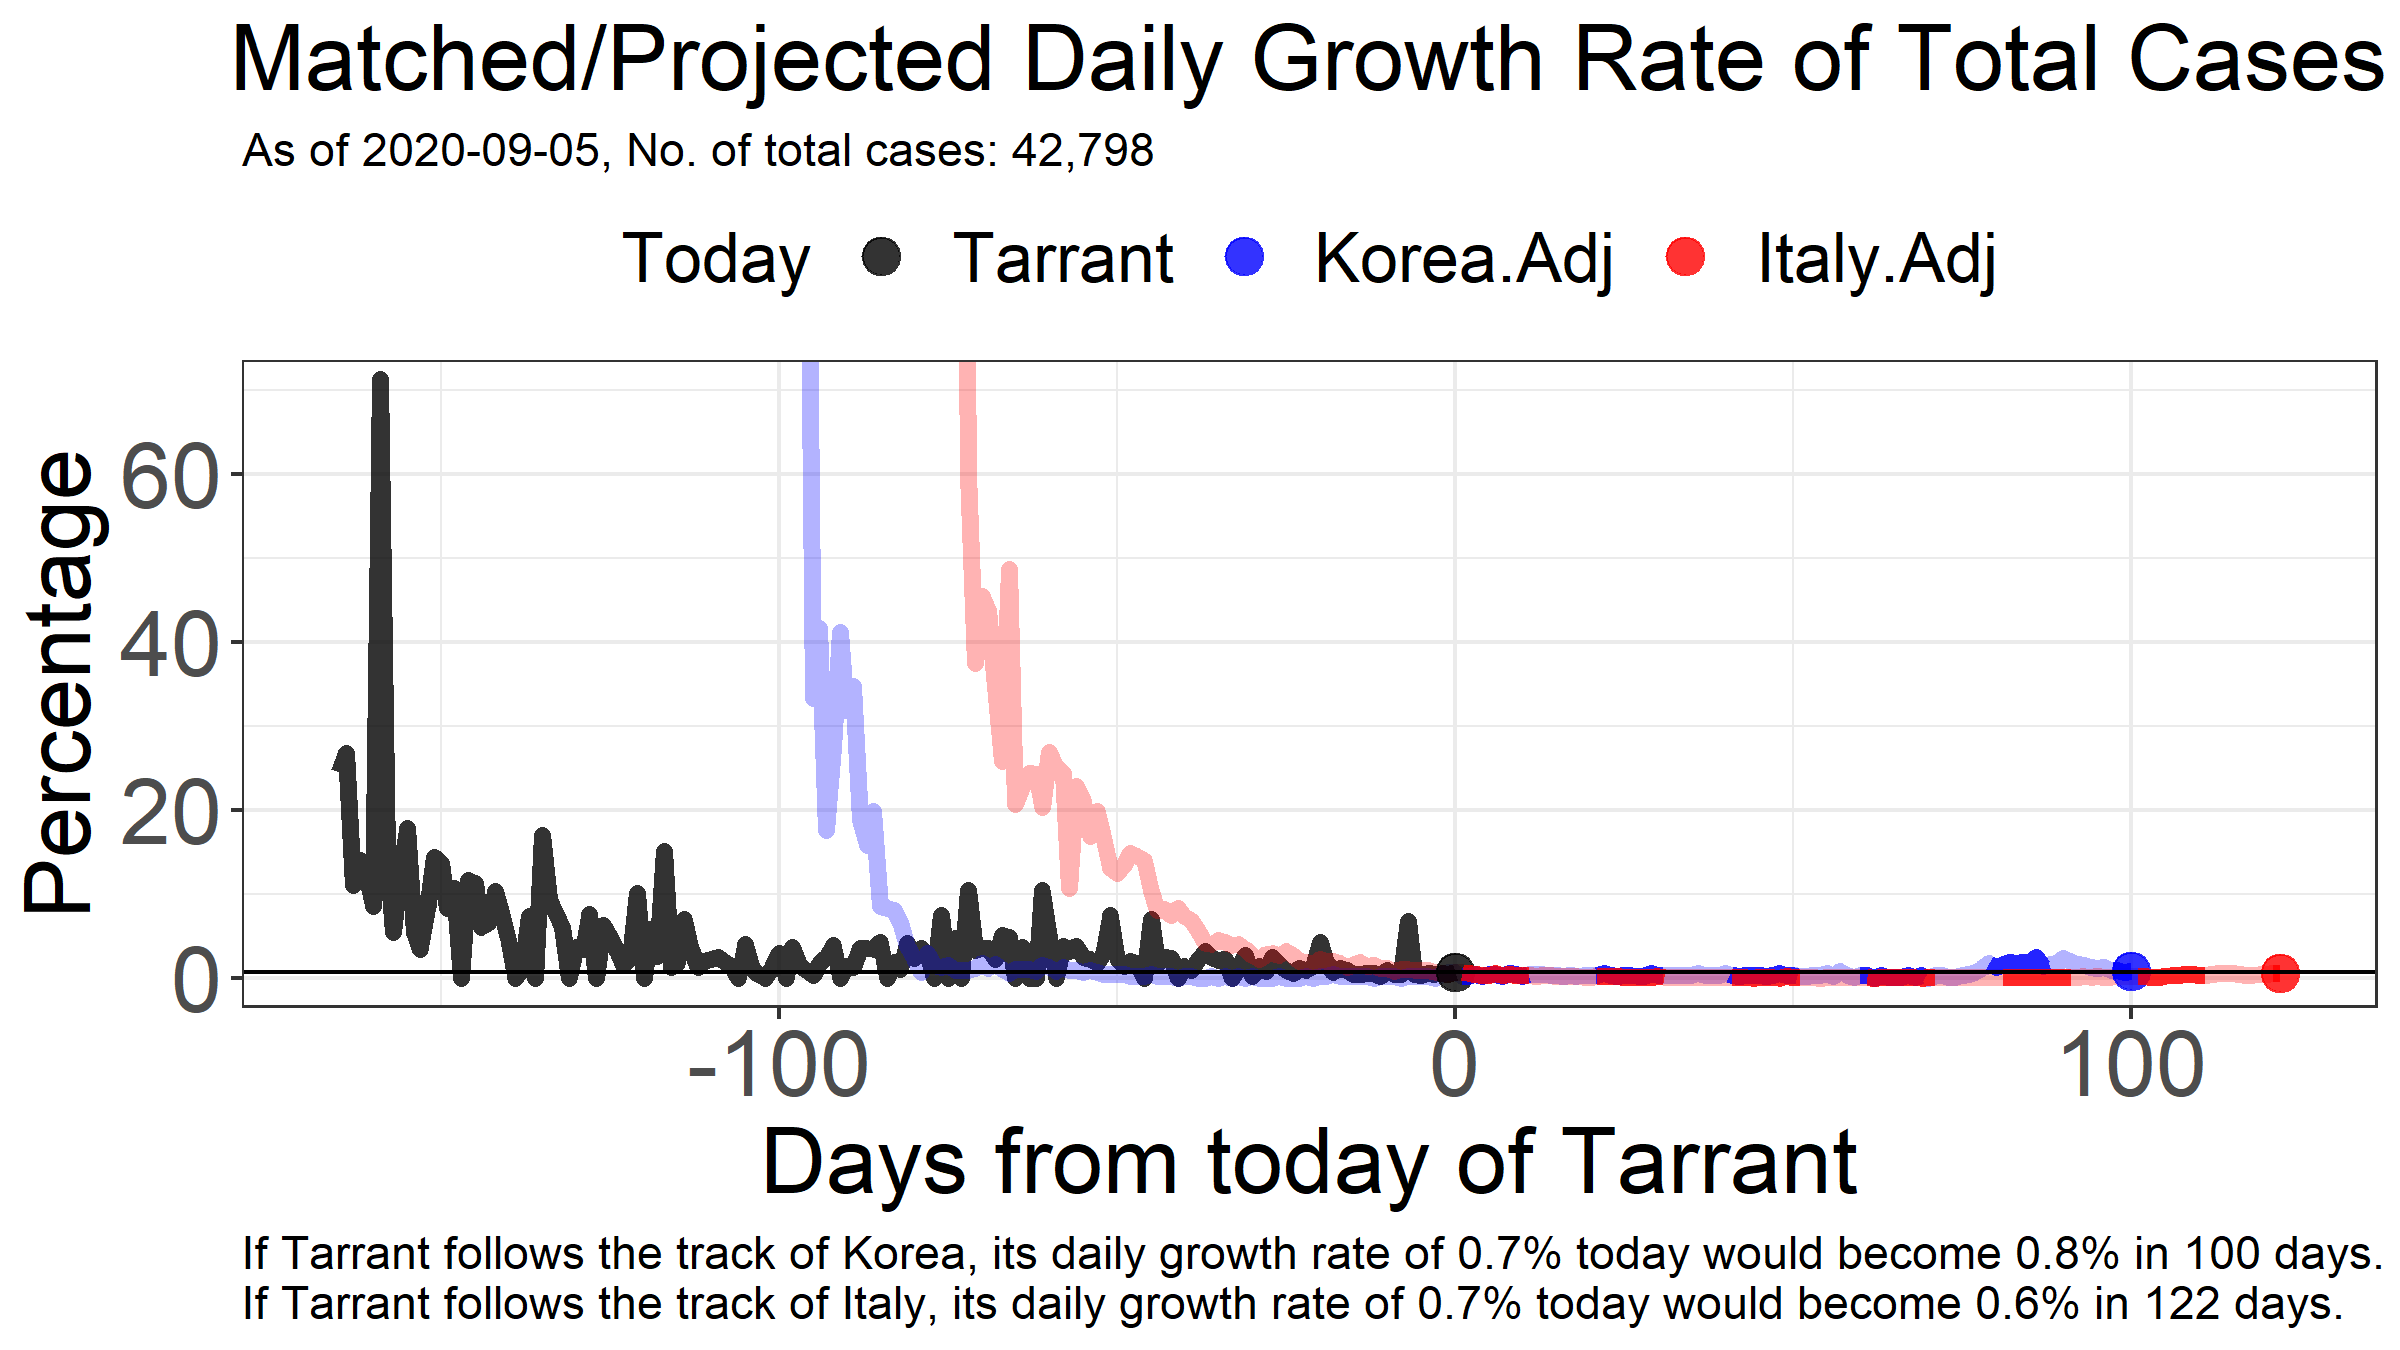 Matched/Projected Daily Growth Rate of Total Cases
As of 2020-09-05, No. of total cases: 42,798
Today Tarrant Korea.Adj Italy.Adj
Percentage
60
40
20
0
-100 0 100
Days from today of Tarrant
If Tarrant follows the track of Korea, its daily growth rate of 0.7% today would become 0.8% in 100 days.
If Tarrant follows the track of Italy, its daily growth rate of 0.7% today would become 0.6% in 122 days.